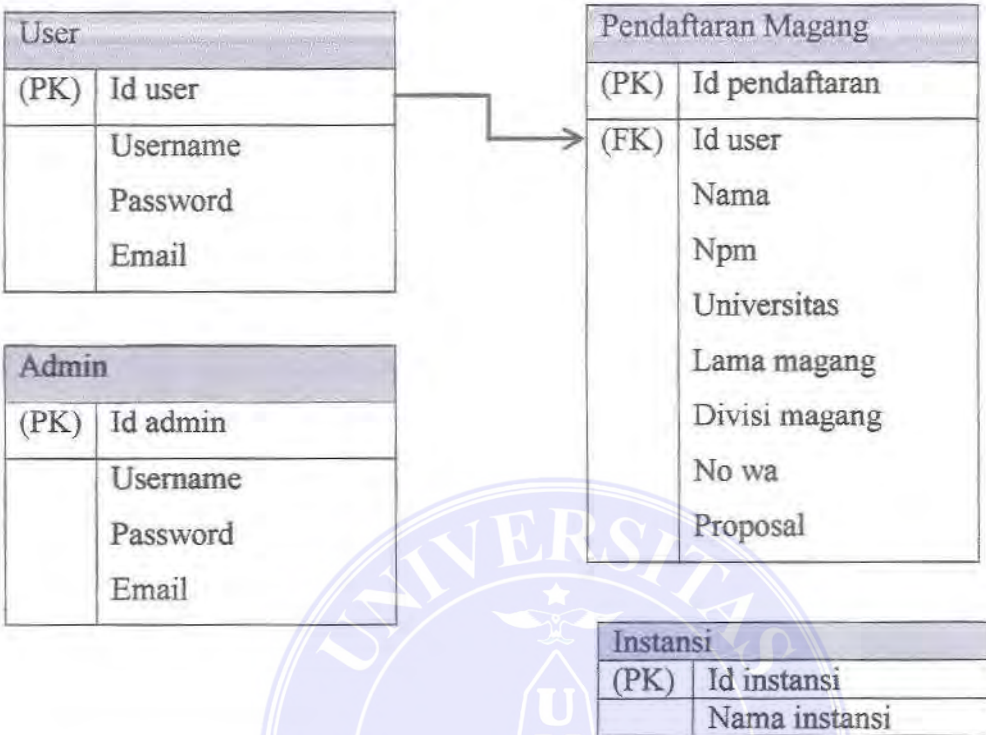 User
(PK) Id user
Username
Password
Email
Admin
(PK) Id admin
Username
Password
Email
Pendaftaran Magang
(PK) Id pendaftaran
(FK) Id user
Nama
Npm
Universitas
Lama magang
Divisi magang
No wa
Proposal
Instansi
(PK) Id instansi
Nama instansi
UNIVERSITAS
U